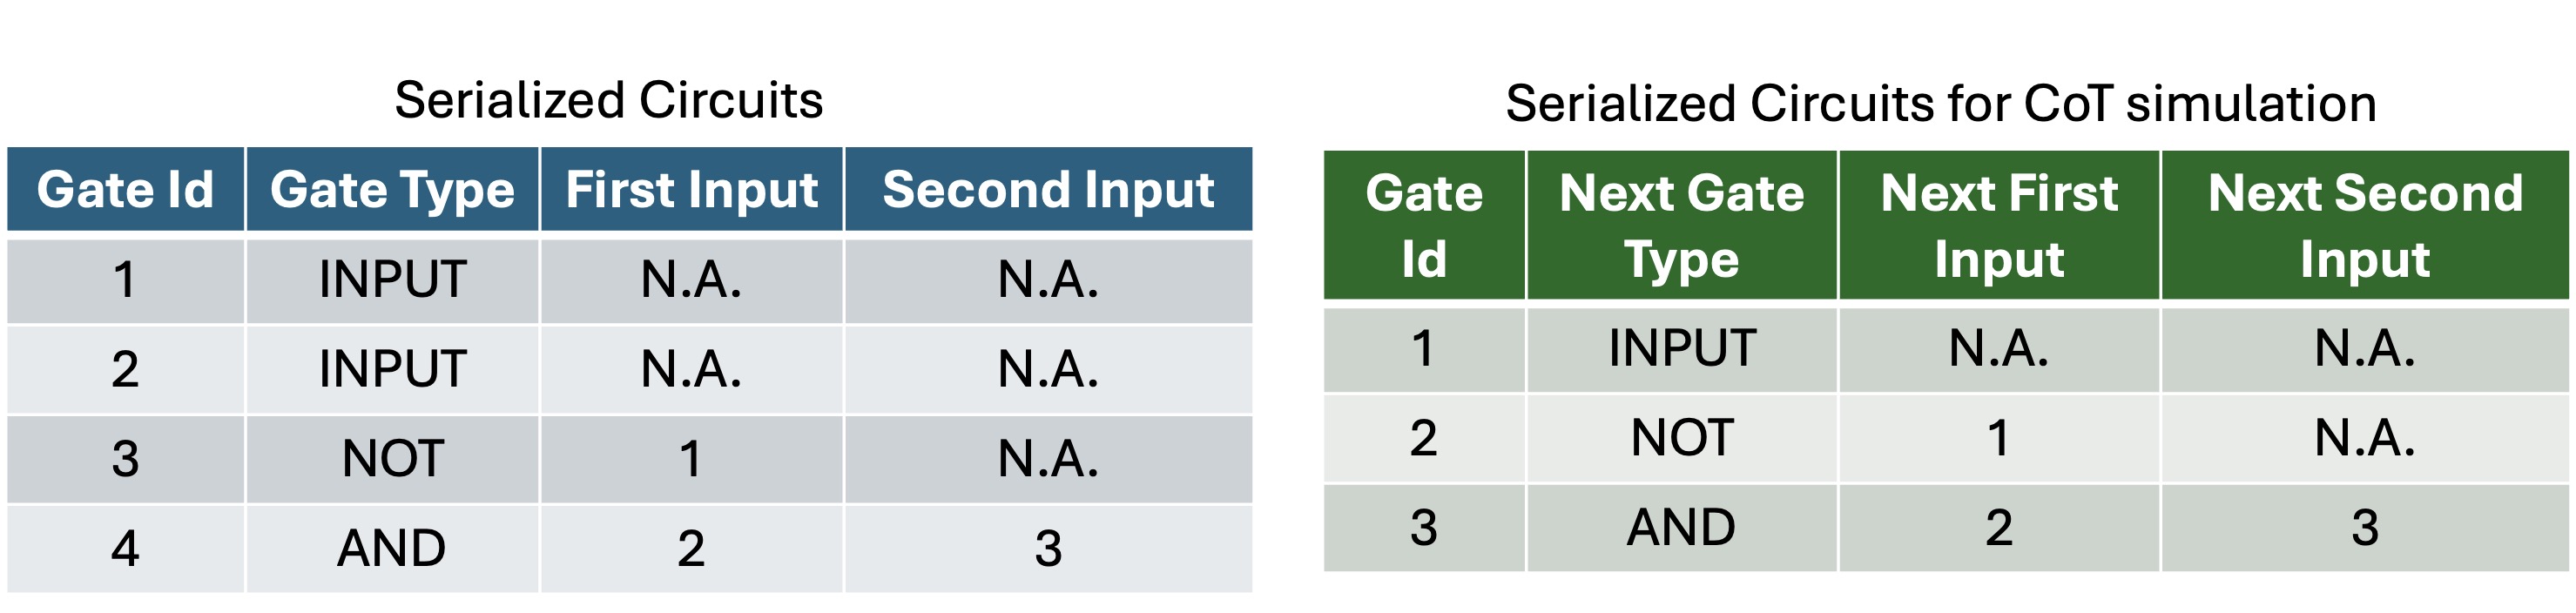 Serialized Circuits
Gate Id Gate Type First Input Second Input
1 INPUT N.A. N.A.
2 INPUT N.A. N.A.
3 NOT 1 N.A.
4 AND 2 3
Serialized Circuits for CoT simulation
Gate Id Next Gate Type Next First Input Next Second Input
1 INPUT N.A. N.A.
2 NOT 1 N.A.
3 AND 2 3